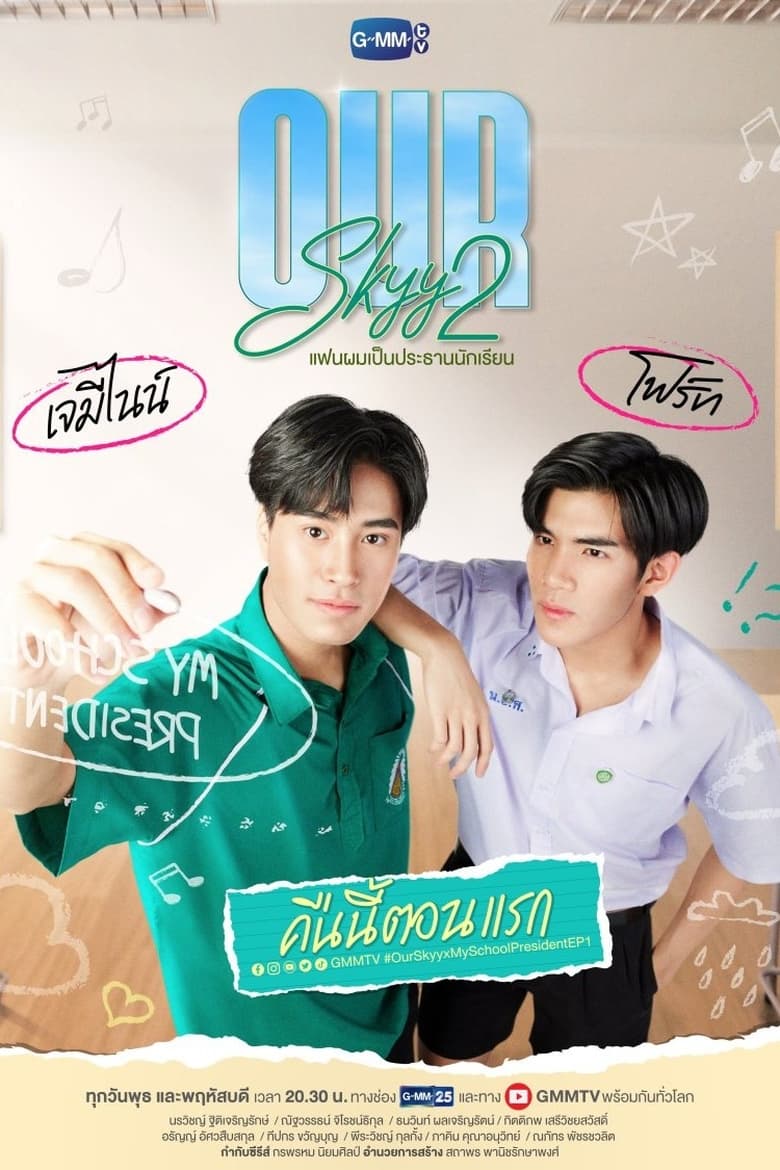 GMMTV
OUR
Skyy2
แฟนผมเป็นประธานนักเรียน
เจมีไนน์
โฟร์ท
!~
MY SCHOOL
PRESIDENT
น.อ.ศ.
คืนนี้ตอนแรก
GMMTV #OurSkyyxMySchoolPresidentEP1
ทุกวันพุธ และพฤหัสบดี เวลา 20.30 น. ทางช่อง GMM 25 และทาง GMMTV พร้อมกันทั่วโลก
นรวิชญ์ ฐิติเจริญรักษ์ / ณัฐวรรธน์ จิโรชน์ธิกุล / ธนวินท์ ผลเจริญรัตน์ / กิตติภพ เสรีวิชยสวัสดิ์
อรัญญ์ อัศวสืบสกุล / ทีปกร ขวัญบุญ / พีระวิชญ์ กุลกั้ง / ภาคิน คุณาอนุวิทย์ / ณภัทร พัชรชวลิต
กำกับซีรีส์ กรพรหม นิยมศิลป์ อำนวยการสร้าง สถาพร พานิชรักษาพงศ์